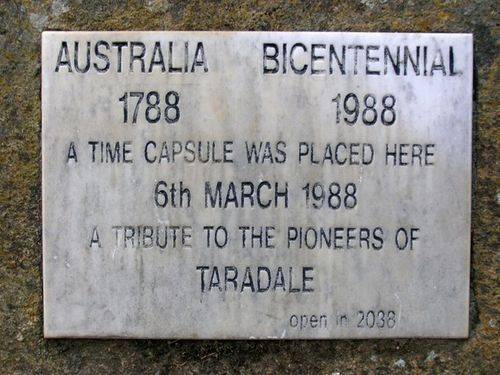 AUSTRALIA BICENTENNIAL
1788 1988
A TIME CAPSULE WAS PLACED HERE
6th MARCH 1988
A TRIBUTE TO THE PIONEERS OF
TARADALE
open in 2038